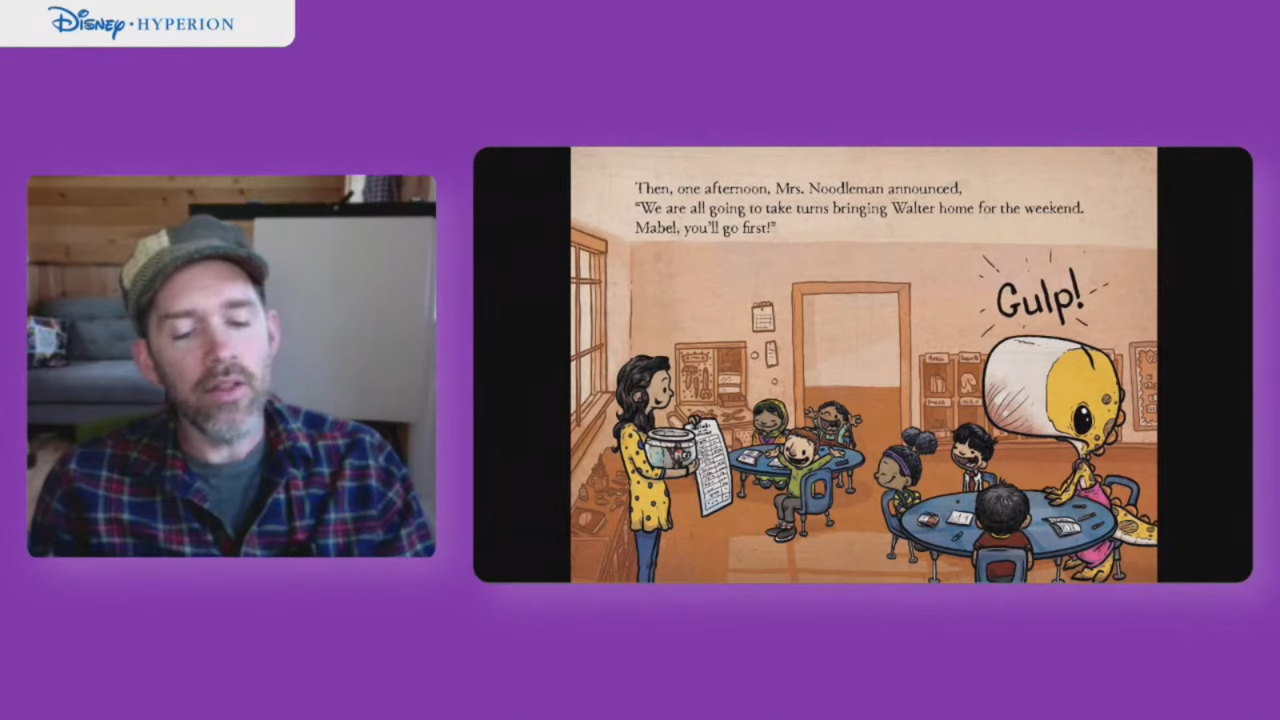 Disney · HYPERION
Then, one afternoon, Mrs. Noodleman announced,
“We are all going to take turns bringing Walter home for the weekend.
Mabel, you’ll go first!”
Gulp!